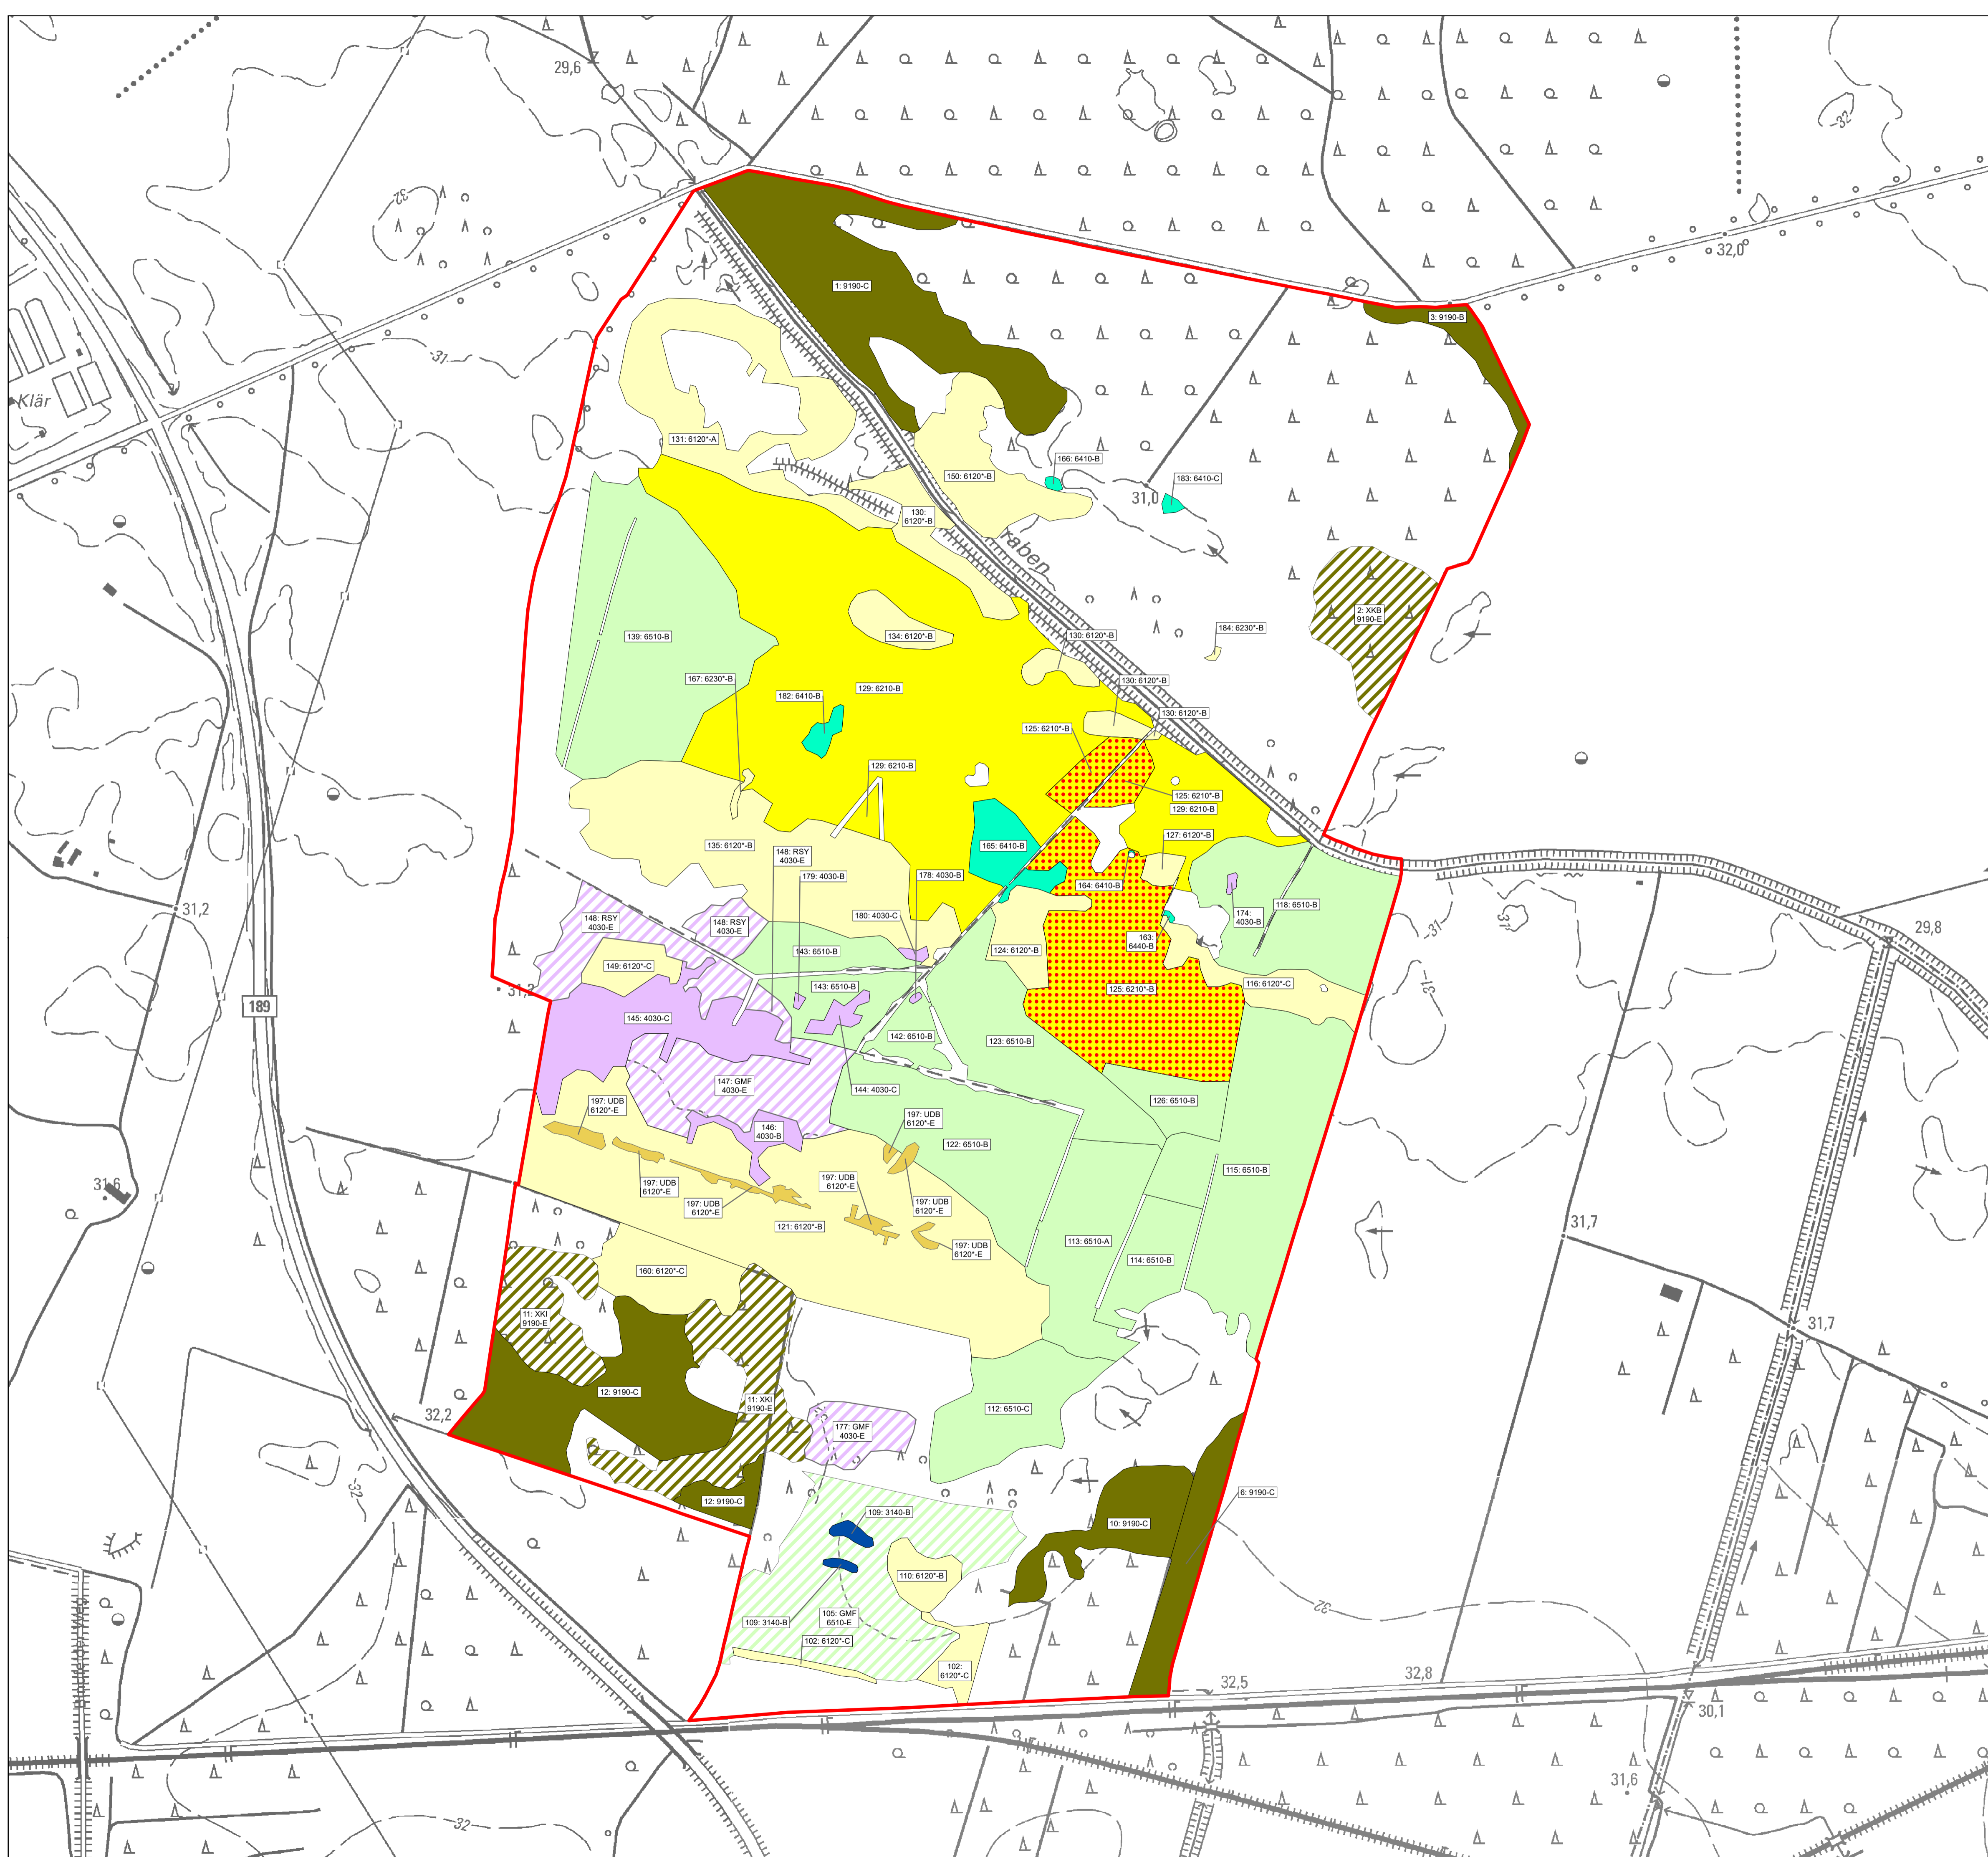 29,6
32
32
32,0
1: 9190-C
3: 9190-B
31
Klär
131: 6120*-A
166: 6410-B
150: 6120*-B
183: 6410-C
31,0
130:
6120*-B
raben
2: XKB
9190-E
139: 6510-B
134: 6120*-B
130: 6120*-B
184: 6230*-B
167: 6230*-B
182: 6410-B
129: 6210-B
130: 6120*-B
130: 6120*-B
125: 6210*-B
129: 6210-B
125: 6210*-B
129: 6210-B
127: 6120*-B
135: 6120*-B
148: RSY
4030-E
165: 6410-B
179: 4030-B
178: 4030-B
164: 6410-B
31,2
148: RSY
4030-E
148: RSY
4030-E
180: 4030-C
174:
4030-B
118: 6510-B
31
31
29,8
143: 6510-B
124: 6120*-B
163:
6440-B
149: 6120*-C
31,2
143: 6510-B
125: 6210*-B
116: 6120*-C
31
189
145: 4030-C
142: 6510-B
123: 6510-B
147: GMF
4030-E
144: 4030-C
126: 6510-B
197: UDB
6120*-E
146:
4030-B
197: UDB
6120*-E
122: 6510-B
115: 6510-B
31,6
197: UDB
6120*-E
197: UDB
6120*-E
197: UDB
6120*-E
197: UDB
6120*-E
121: 6120*-B
197: UDB
6120*-E
113: 6510-A
31,7
114: 6510-B
160: 6120*-C
11: XKI
9190-E
31,7
12: 9190-C
11: XKI
9190-E
112: 6510-C
32,2
177: GMF
4030-E
32
12: 9190-C
6: 9190-C
109: 3140-B
10: 9190-C
110: 6120*-B
109: 3140-B
105: GMF
6510-E
32
102: 6120*-C
102:
6120*-C
32,5
32,8
30,1
31,6
32